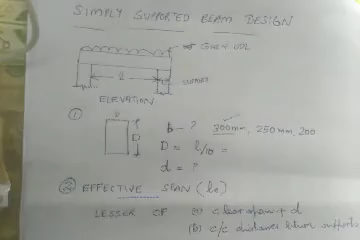 SIMPLY SUPPORTED BEAM DESIGN
GIVEN UDL
l
SUPPORT
ELEVATION
① b
D
b - ? 300mm, 250mm, 200
D = l/10 =
d = ?
② EFFECTIVE SPAN (le)
LESSER OF (a) clear span + d
(b) c/c distance b/w supports